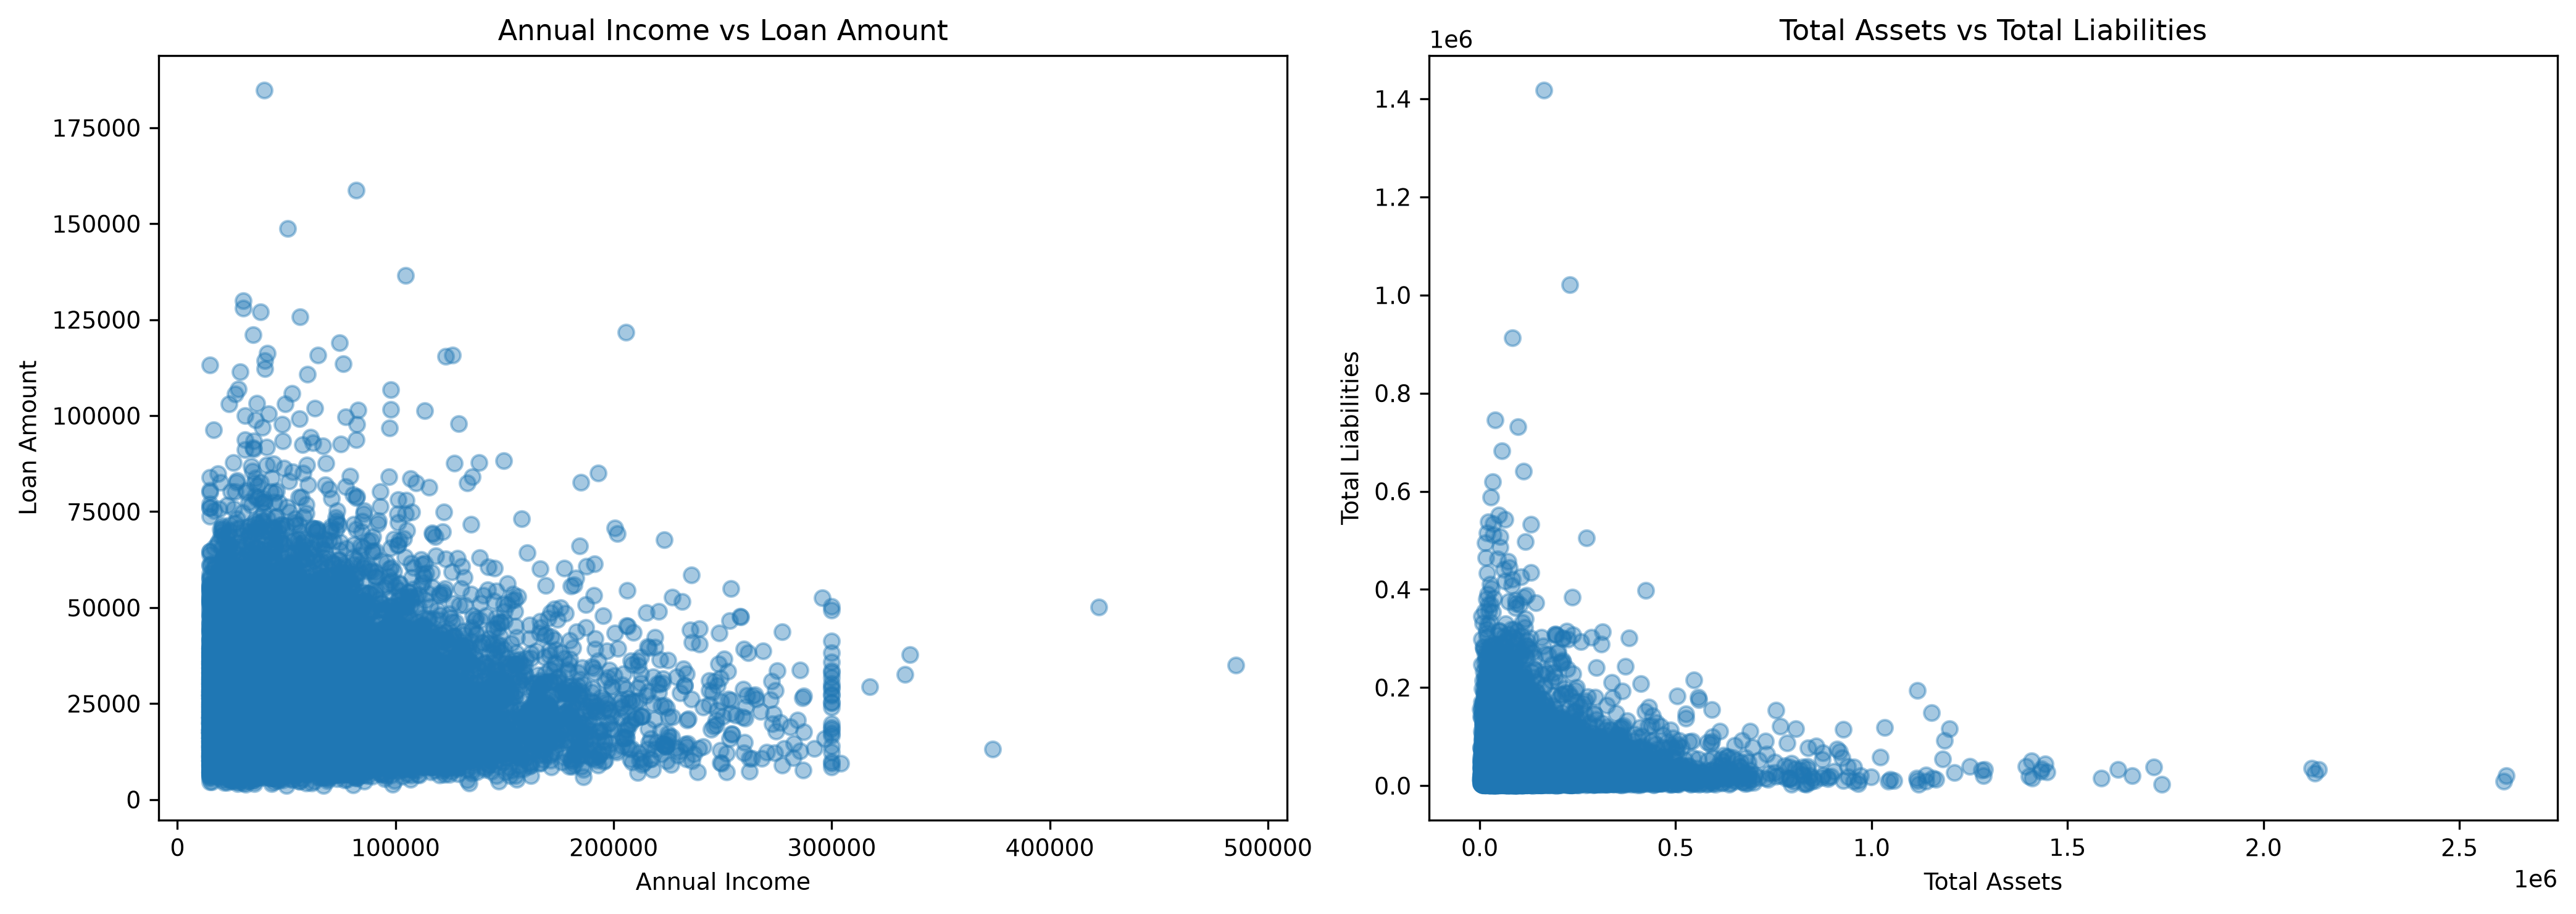 Annual Income vs Loan Amount
175000
150000
125000
100000
75000
50000
25000
0
Loan Amount
0 100000 200000 300000 400000 500000
Annual Income
Total Assets vs Total Liabilities
1e6
1.4
1.2
1.0
0.8
0.6
0.4
0.2
0.0
Total Liabilities
0.0 0.5 1.0 1.5 2.0 2.5
1e6
Total Assets